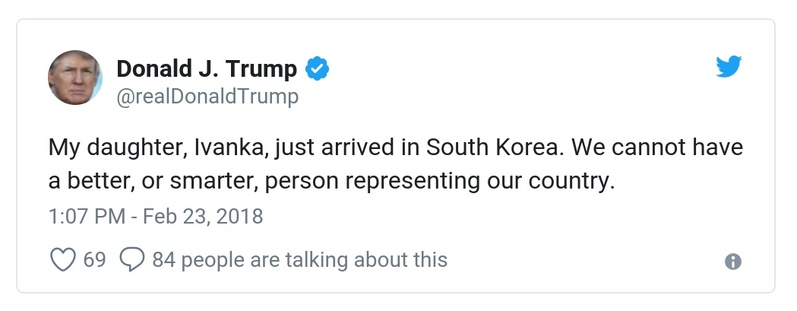 Donald J. Trump
@realDonaldTrump
My daughter, Ivanka, just arrived in South Korea. We cannot have
a better, or smarter, person representing our country.
1:07 PM - Feb 23, 2018
69 84 people are talking about this